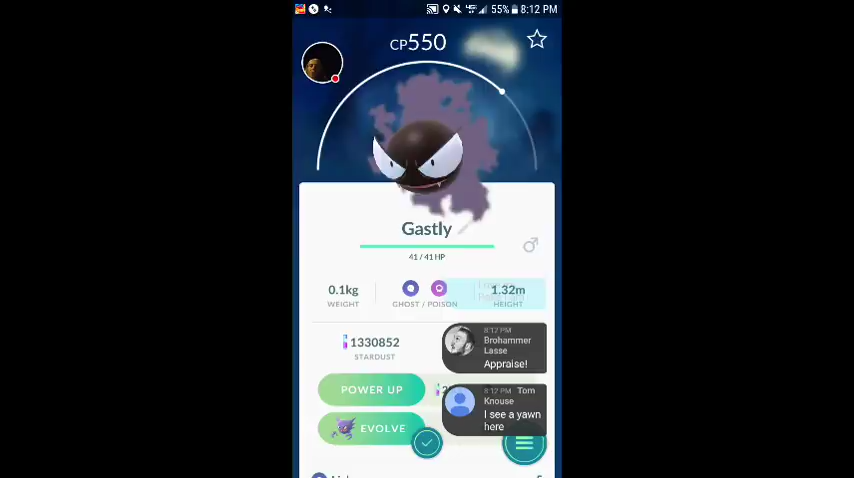 55% 8:12 PM
CP550
Gastly
41 / 41 HP
0.1kg
WEIGHT
GHOST / POISON
1.32m
HEIGHT
1330852
STARDUST
8:12 PM
Brohammer
Lasse
Appraise!
POWER UP
8:12 PM Tom
Knouse
I see a yawn
here
EVOLVE